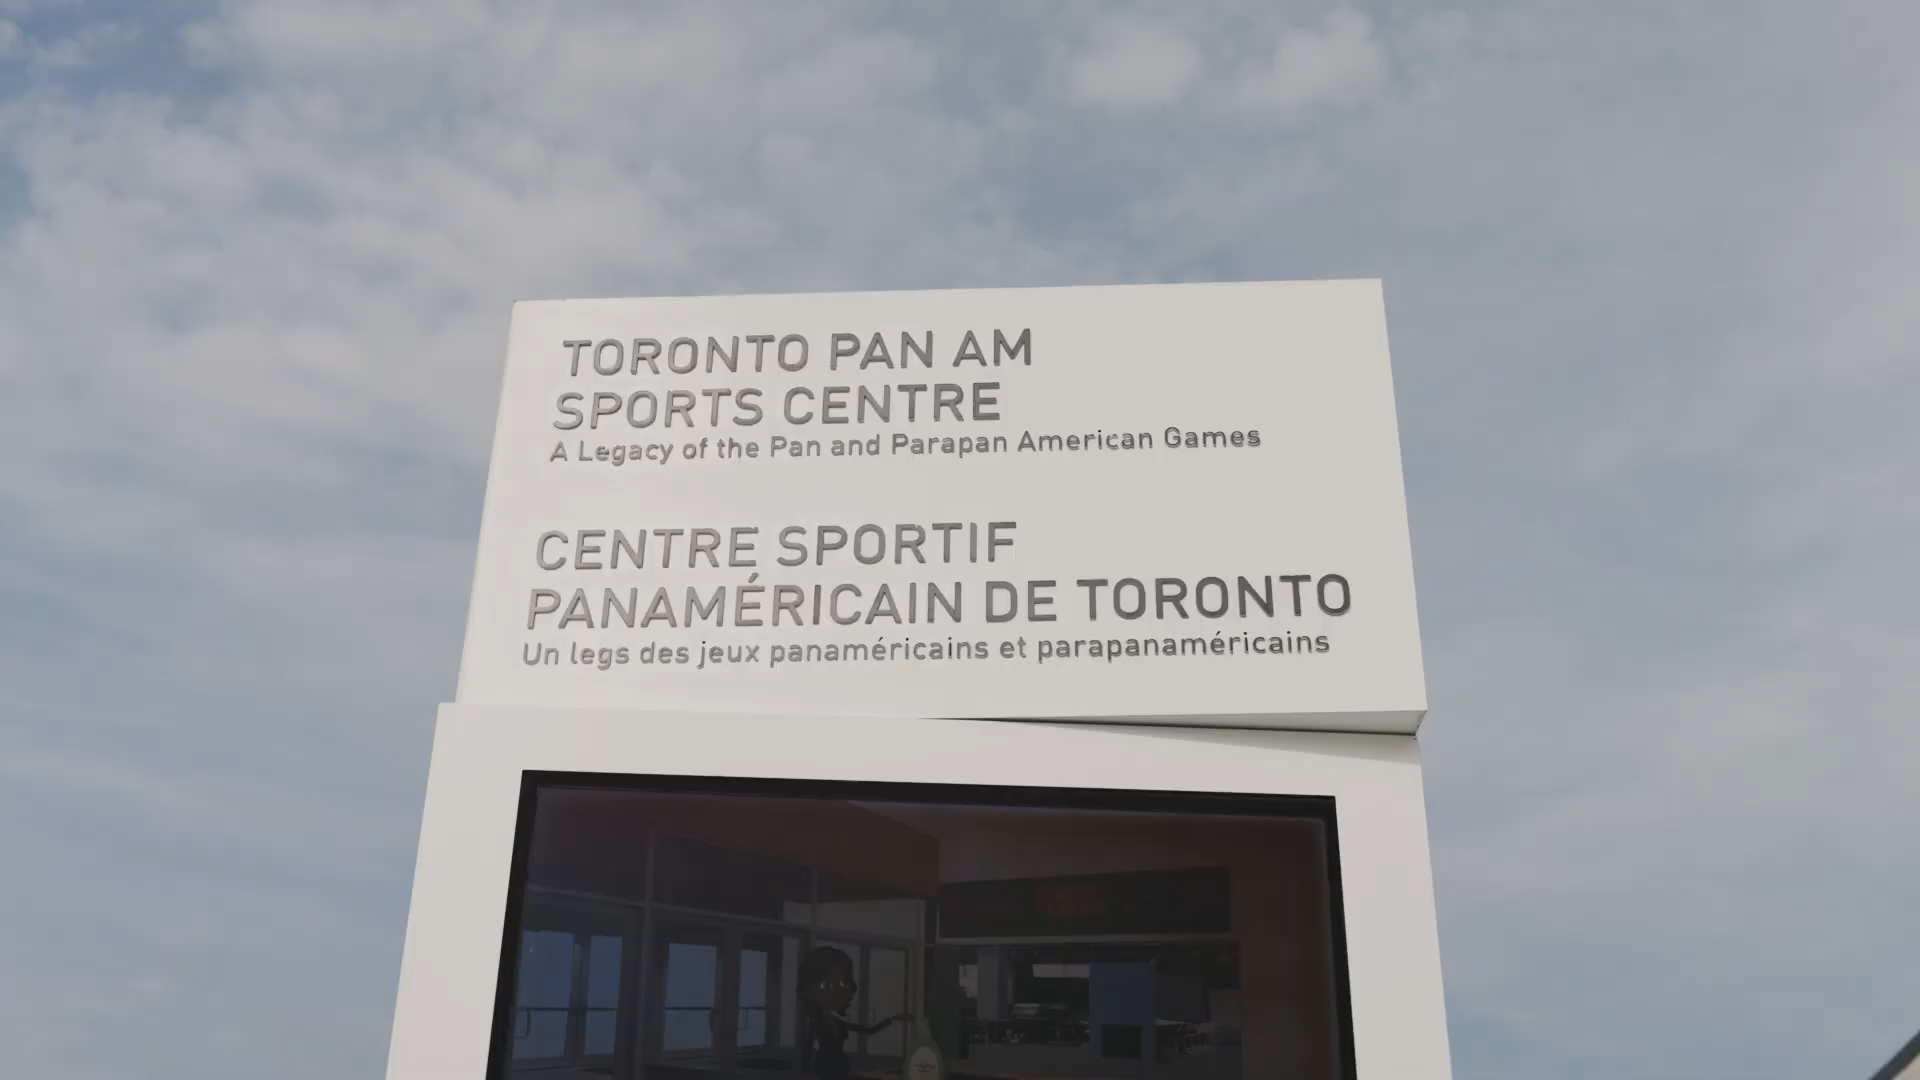 TORONTO PAN AM
SPORTS CENTRE
A Legacy of the Pan and Parapan American Games
CENTRE SPORTIF
PANAMÉRICAIN DE TORONTO
Un legs des jeux panaméricains et parapanaméricains